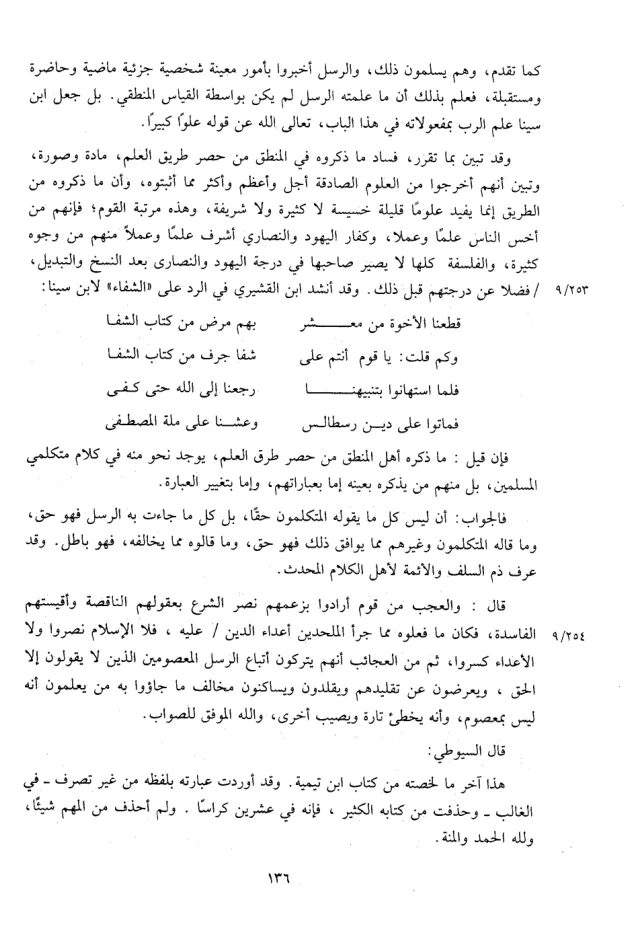 كما تقدم، وهم يسلمون ذلك، والرسل أخبروا بأمور معينة شخصية جزئية ماضية وحاضرة
ومستقبلة، فعلم بذلك أن ما علمته الرسل لم يكن بواسطة القياس المنطقي. بل جعل ابن
سينا علم الرب بمفعولاته في هذا الباب، تعالى الله عن قوله علوًا كبيرًا.
وقد تبين بما تقرر، فساد ما ذكروه في المنطق من حصر طريق العلم، مادة وصورة،
وتبين أنهم أخرجوا من العلوم الصادقة أجل وأعظم وأكثر مما أثبتوه، وأن ما ذكروه من
الطريق إنما يفيد علومًا قليلة خسيسة لا كثيرة ولا شريفة، وهذه مرتبة القوم؛ فإنهم من
أخس الناس علمًا وعملا، وكفار اليهود والنصاري أشرف علمًا وعملاً منهم من وجوه
كثيرة، والفلسفة كلها لا يصير صاحبها في درجة اليهود والنصارى بعد النسخ والتبديل،
٩/٢٥٣ / فضلا عن درجتهم قبل ذلك. وقد أنشد ابن القشيري في الرد على «الشفاء» لابن سينا:
قطعنا الأخوة من معـــــــشر بهم مرض من كتاب الشفـا
وكم قلت: يا قوم أنتم على شفا جرف من كتاب الشفا
فلما استهانوا بتنبيهنـــــــــا رجعنا إلى الله حتى كـفـى
فماتوا على ديـن رسطالـس وعشـــنا على ملة المصطـفى
فإن قيل : ما ذكره أهل المنطق من حصر طرق العلم، يوجد نحو منه في كلام متكلمي
المسلمين، بل منهم من يذكره بعينه إما بعباراتهم، وإما بتغيير العبارة.
فالجواب: أن ليس كل ما يقوله المتكلمون حقًا، بل كل ما جاءت به الرسل فهو حق،
وما قاله المتكلمون وغيرهم مما يوافق ذلك فهو حق، وما قالوه مما يخالفه، فهو باطل. وقد
عرف ذم السلف والأئمة لأهل الكلام المحدث.
قال : والعجب من قوم أرادوا بزعمهم نصر الشرع بعقولهم الناقصة وأقيستهم
٩/٢٥٤ الفاسدة، فكان ما فعلوه مما جرأ الملحدين أعداء الدين / عليه ، فلا الإسلام نصروا ولا
الأعداء كسروا، ثم من العجائب أنهم يتركون أتباع الرسل المعصومين الذين لا يقولون إلا
الحق ، ويعرضون عن تقليدهم ويقلدون ويساكنون مخالف ما جاؤوا به من يعلمون أنه
ليس بمعصوم، وأنه يخطئ تارة ويصيب أخرى، والله الموفق للصواب.
قال السيوطي:
هذا آخر ما لخصته من كتاب ابن تيمية. وقد أوردت عبارته بلفظه من غير تصرف ـ في
الغالب ـ وحذفت من كتابه الكثير ، فإنه في عشرين كراسًا . ولم أحذف من المهم شيئًا،
ولله الحمد والمنة.
١٣٦